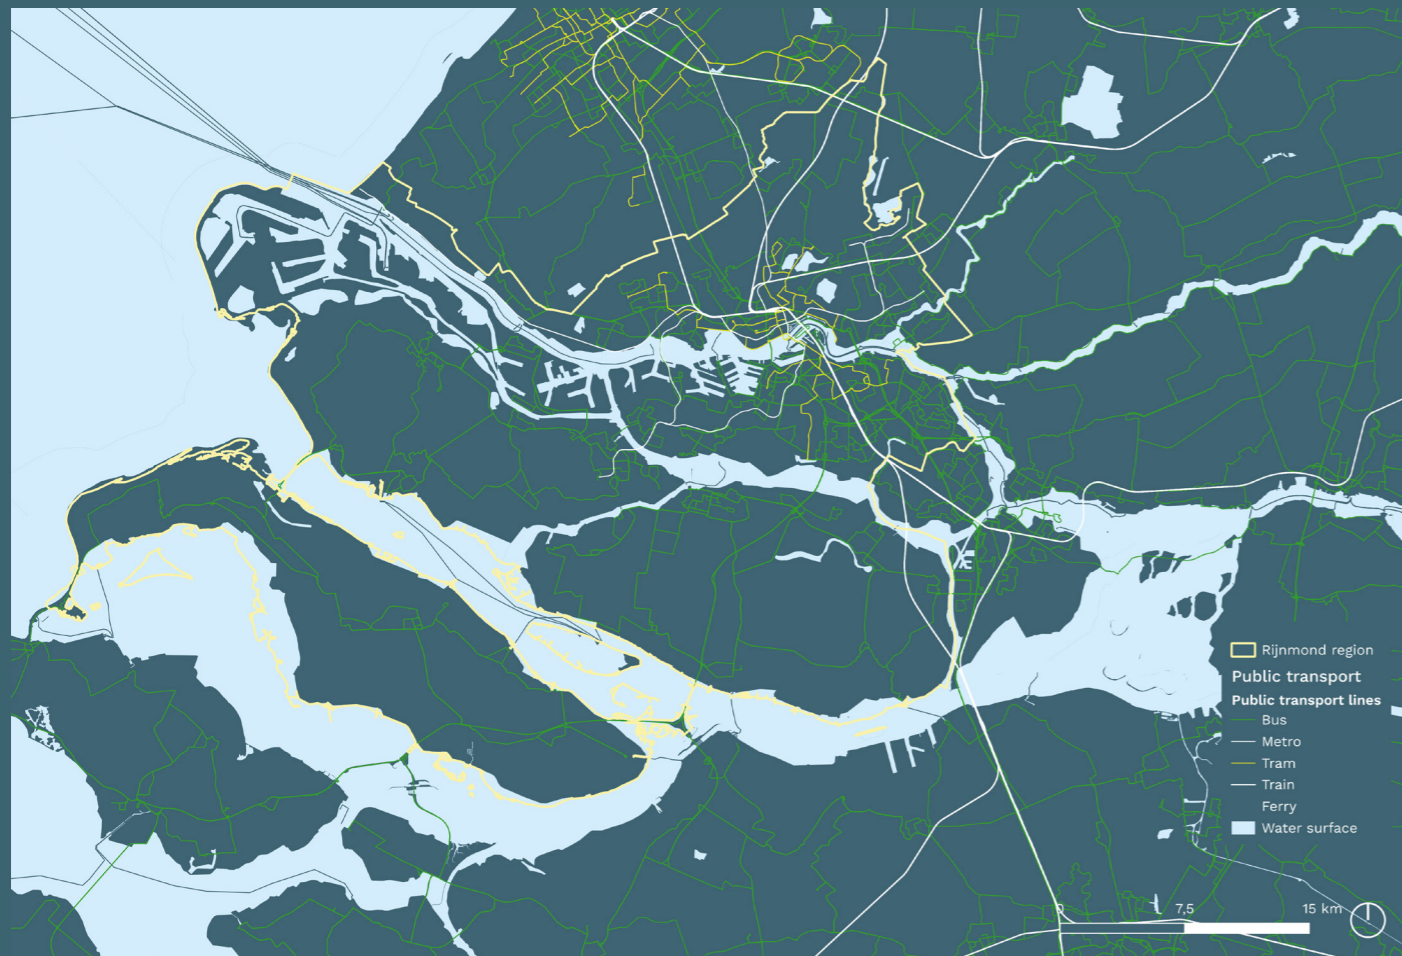 Rijnmond region
Public transport
Public transport lines
Bus
Metro
Tram
Train
Ferry
Water surface
0 7,5 15 km